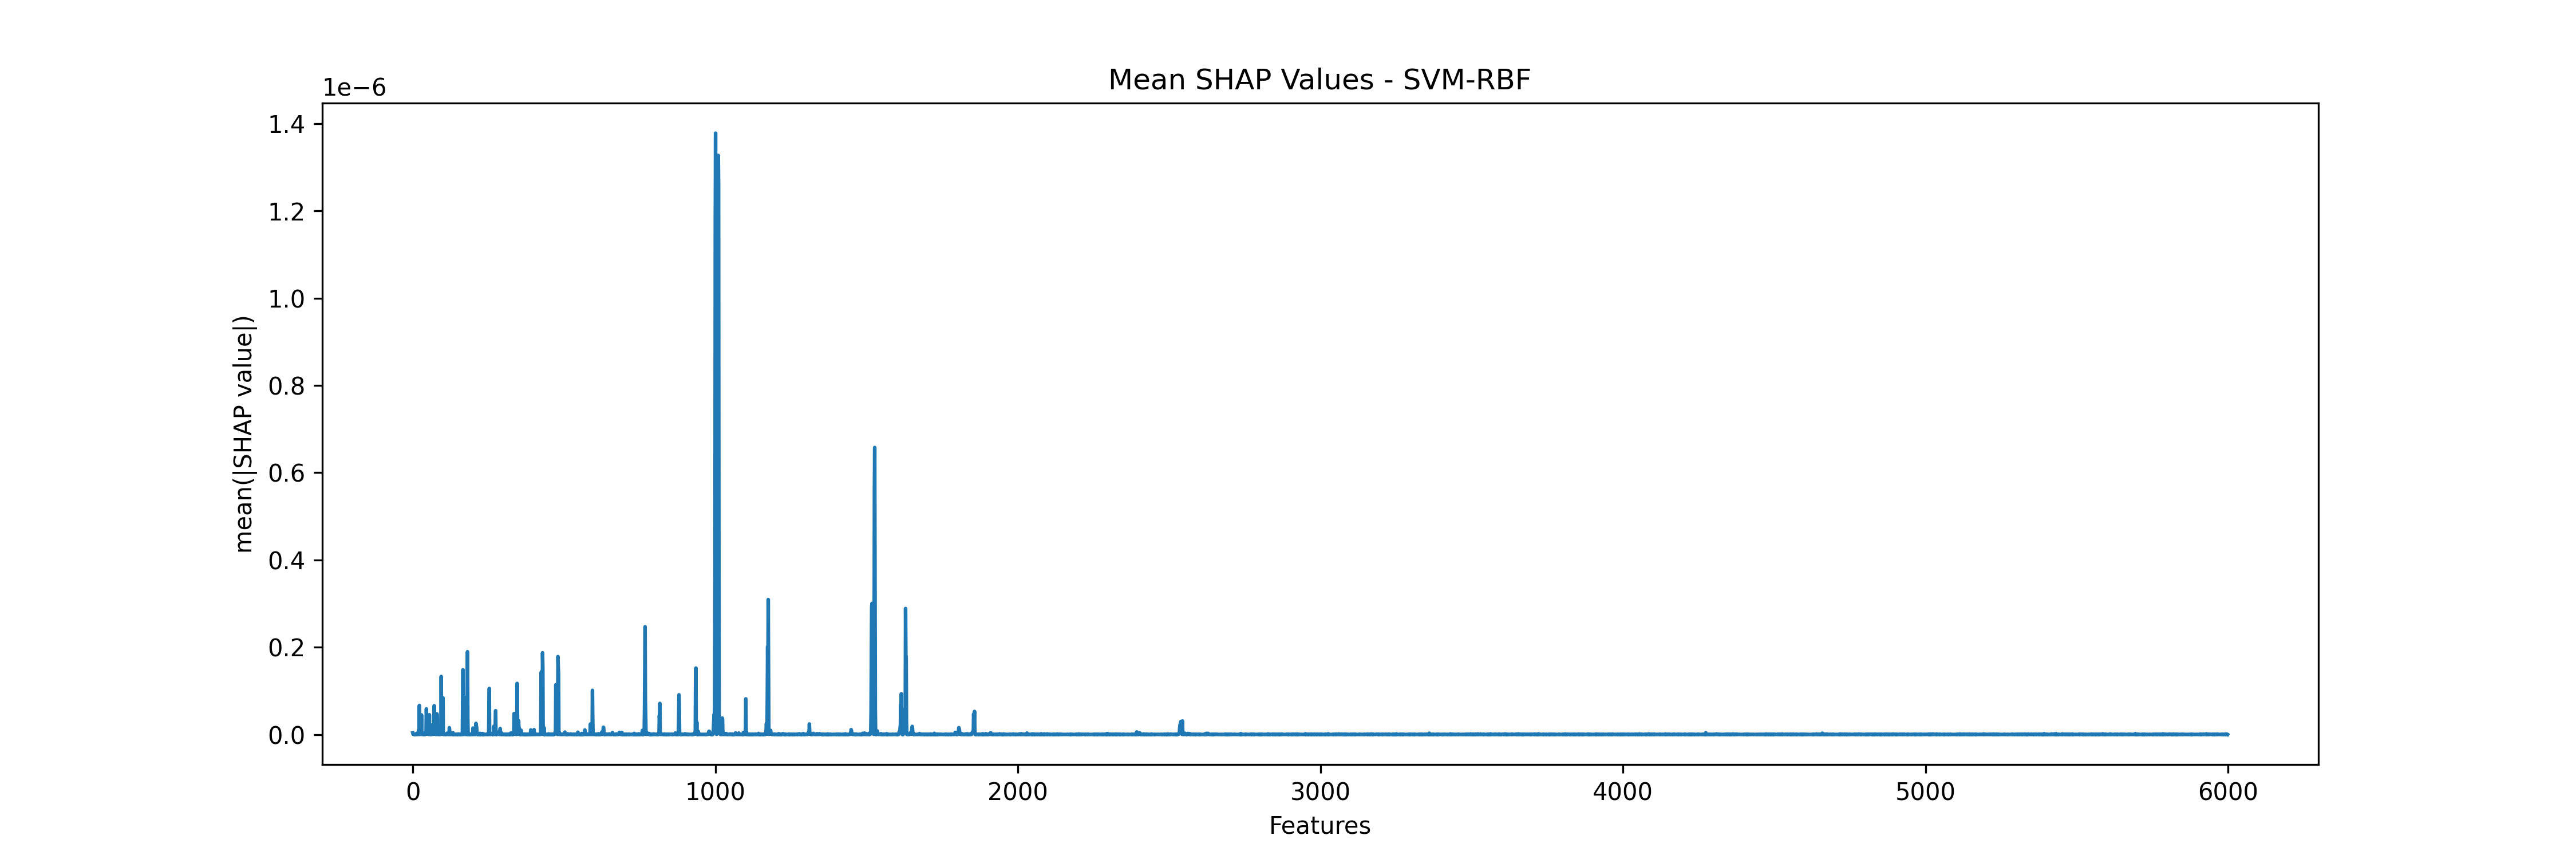 Mean SHAP Values - SVM-RBF
1e−6
1.4
1.2
1.0
0.8
0.6
0.4
0.2
0.0
mean(|SHAP value|)
0 1000 2000 3000 4000 5000 6000
Features